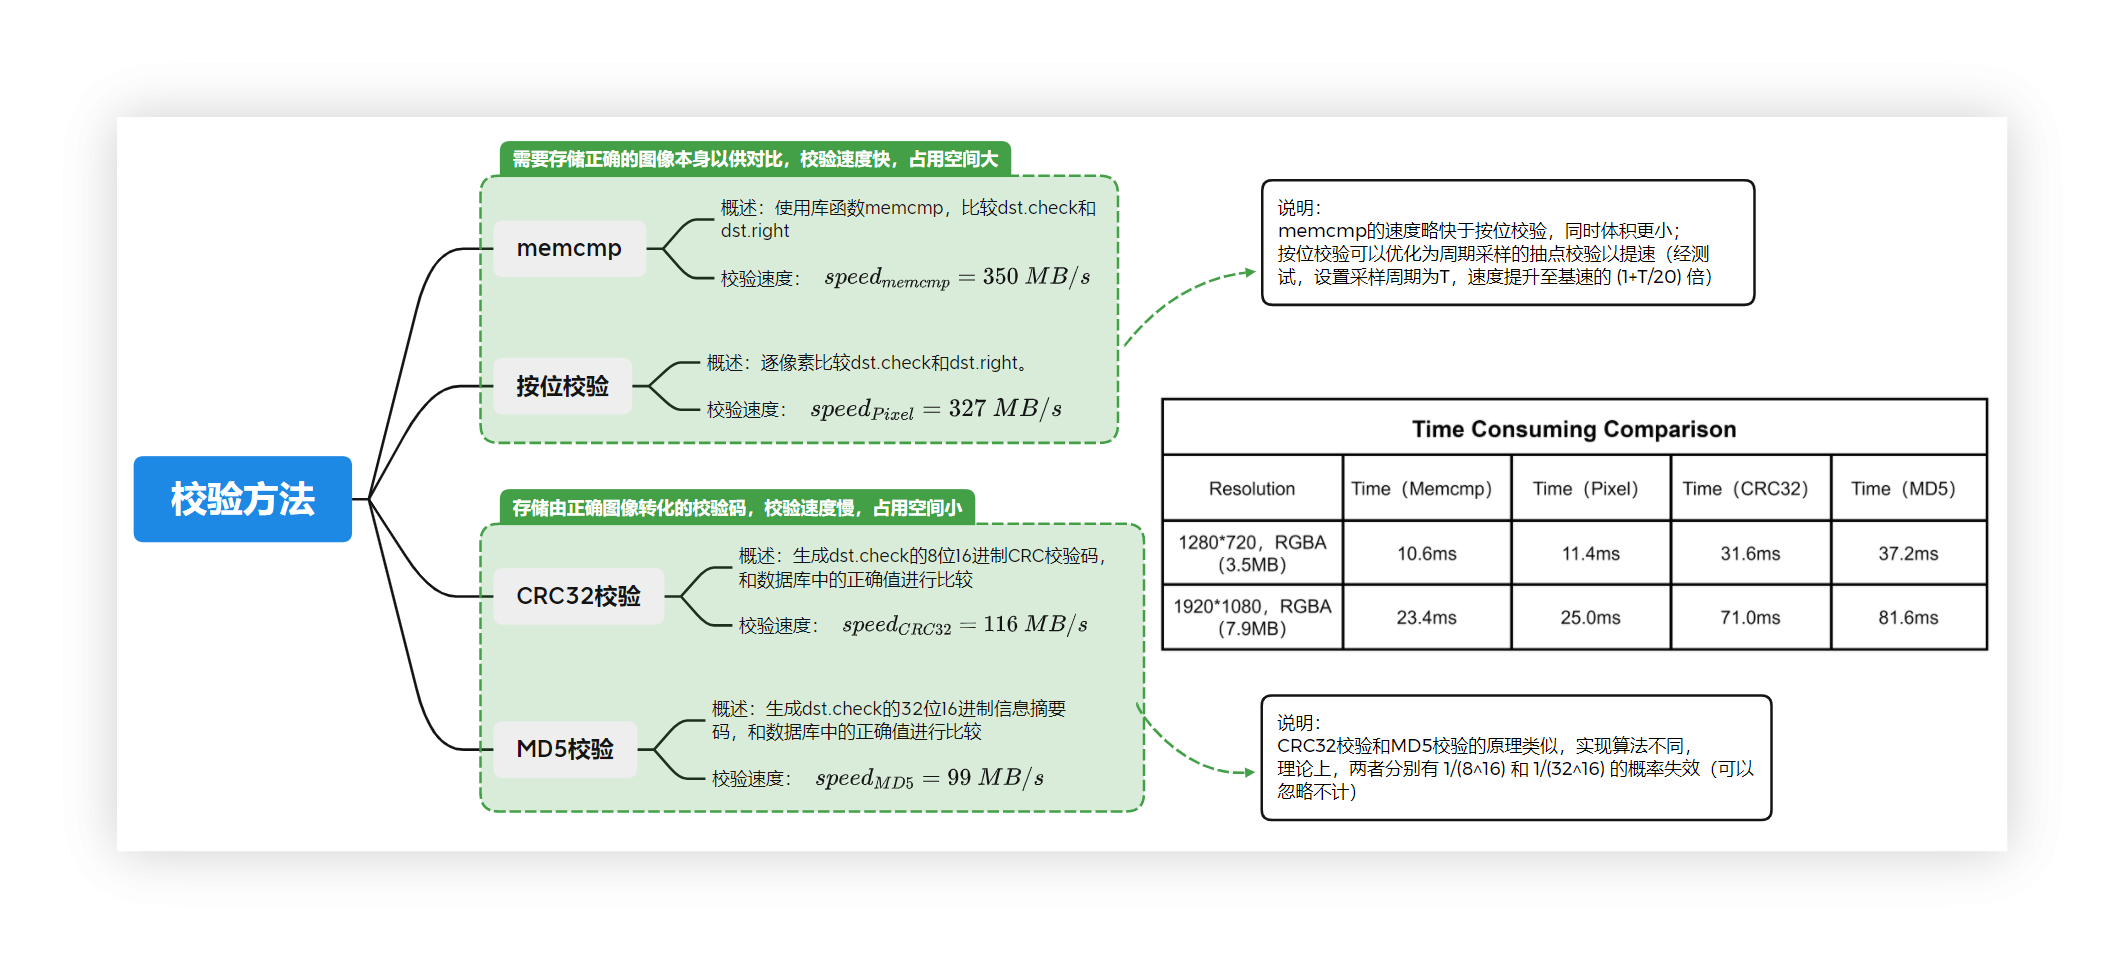 校验方法
需要存储正确的图像本身以供对比，校验速度快，占用空间大
memcmp
概述：使用库函数memcmp，比较dst.check和
dst.right
校验速度： speed_memcmp = 350 MB/s
按位校验
概述：逐像素比较dst.check和dst.right。
校验速度： speed_Pixel = 327 MB/s
存储由正确图像转化的校验码，校验速度慢，占用空间小
CRC32校验
概述：生成dst.check的8位16进制CRC校验码，
和数据库中的正确值进行比较
校验速度： speed_CRC32 = 116 MB/s
MD5校验
概述：生成dst.check的32位16进制信息摘要
码，和数据库中的正确值进行比较
校验速度： speed_MD5 = 99 MB/s
说明：
memcmp的速度略快于按位校验，同时体积更小；
按位校验可以优化为周期采样的抽点校验以提速（经测
试，设置采样周期为T，速度提升至基速的 (1+T/20) 倍）
Time Consuming Comparison
Resolution Time（Memcmp） Time（Pixel） Time（CRC32） Time（MD5）
1280*720，RGBA
（3.5MB） 10.6ms 11.4ms 31.6ms 37.2ms
1920*1080，RGBA
（7.9MB） 23.4ms 25.0ms 71.0ms 81.6ms
说明：
CRC32校验和MD5校验的原理类似，实现算法不同，
理论上，两者分别有 1/(8^16) 和 1/(32^16) 的概率失效（可以
忽略不计）